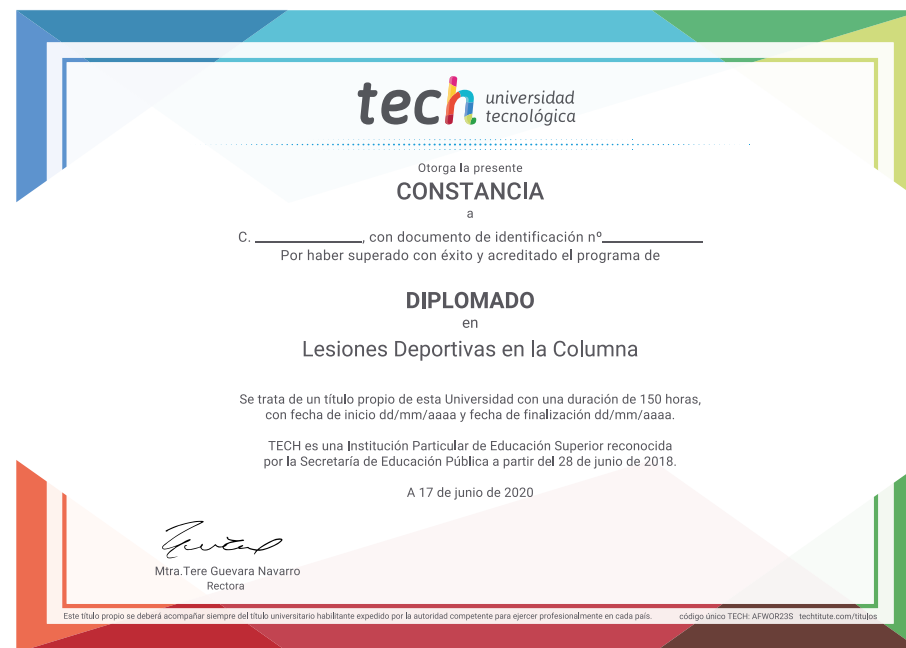 tech universidad
tecnológica
Otorga la presente
CONSTANCIA
a
C. ____________, con documento de identificación nº____________
Por haber superado con éxito y acreditado el programa de
DIPLOMADO
en
Lesiones Deportivas en la Columna
Se trata de un título propio de esta Universidad con una duración de 150 horas,
con fecha de inicio dd/mm/aaaa y fecha de finalización dd/mm/aaaa.
TECH es una Institución Particular de Educación Superior reconocida
por la Secretaría de Educación Pública a partir del 28 de junio de 2018.
A 17 de junio de 2020
Mtra.Tere Guevara Navarro
Rectora
Este título propio se deberá acompañar siempre del título universitario habilitante expedido por la autoridad competente para ejercer profesionalmente en cada país. código único TECH: AFWOR23S techtitute.com/titulos